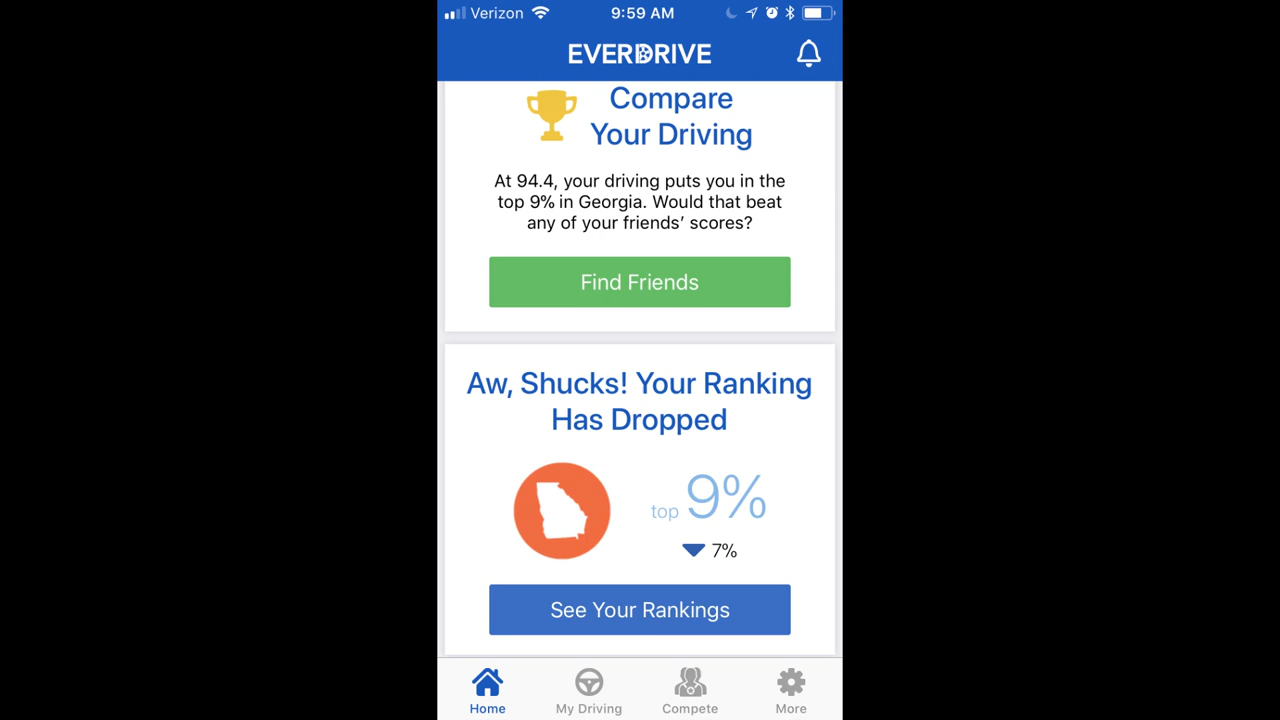 Verizon 9:59 AM
EVERDRIVE
Compare
Your Driving
At 94.4, your driving puts you in the
top 9% in Georgia. Would that beat
any of your friends’ scores?
Find Friends
Aw, Shucks! Your Ranking
Has Dropped
top 9%
7%
See Your Rankings
Home My Driving Compete More